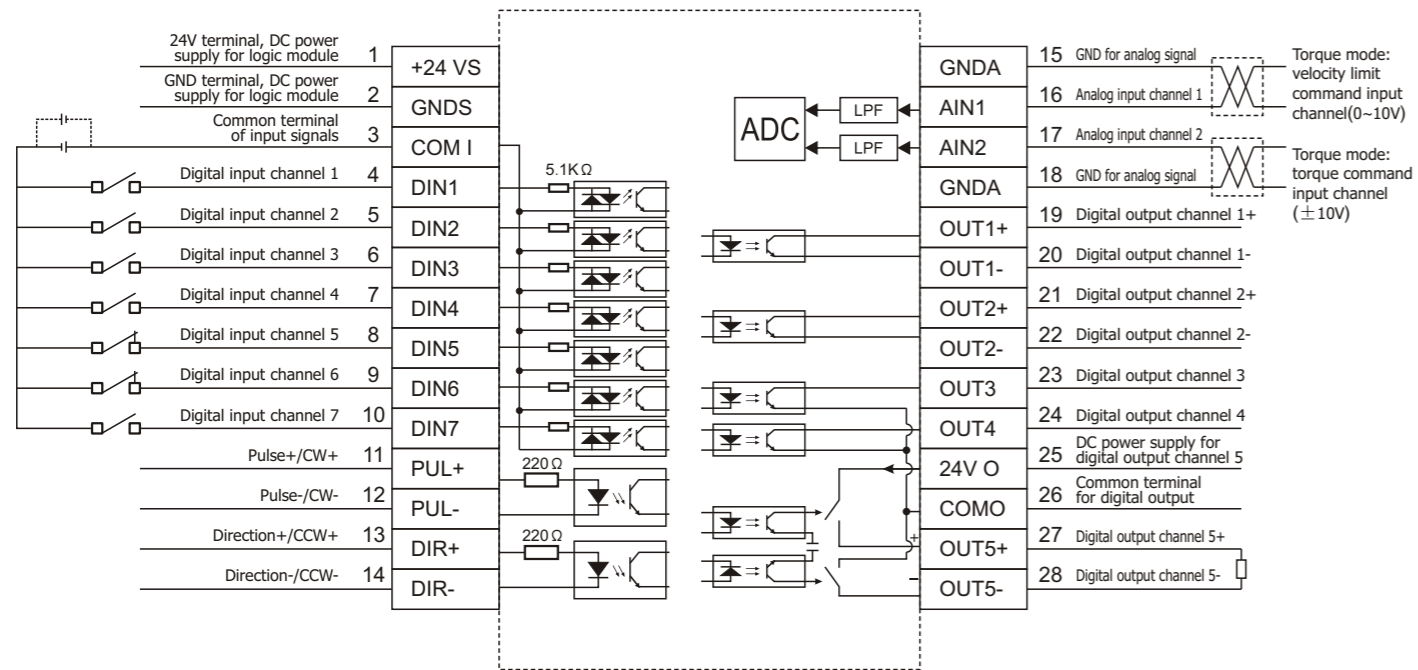 24V terminal, DC power
supply for logic module
1
+24 VS
GND terminal, DC power
supply for logic module
2
GNDS
Common terminal
of input signals
3
COM I
Digital input channel 1
4
DIN1
Digital input channel 2
5
DIN2
Digital input channel 3
6
DIN3
Digital input channel 4
7
DIN4
Digital input channel 5
8
DIN5
Digital input channel 6
9
DIN6
Digital input channel 7
10
DIN7
Pulse+/CW+
11
PUL+
Pulse-/CW-
12
PUL-
Direction+/CCW+
13
DIR+
Direction-/CCW-
14
DIR-
5.1KΩ
220Ω
220Ω
ADC
LPF
LPF
+
−
GNDA
15
GND for analog signal
AIN1
16
Analog input channel 1
Torque mode:
velocity limit
command input
channel(0~10V)
AIN2
17
Analog input channel 2
GNDA
18
GND for analog signal
Torque mode:
torque command
input channel
(±10V)
OUT1+
19
Digital output channel 1+
OUT1-
20
Digital output channel 1-
OUT2+
21
Digital output channel 2+
OUT2-
22
Digital output channel 2-
OUT3
23
Digital output channel 3
OUT4
24
Digital output channel 4
24V O
25
DC power supply for
digital output channel 5
COMO
26
Common terminal
for digital output
OUT5+
27
Digital output channel 5+
OUT5-
28
Digital output channel 5-